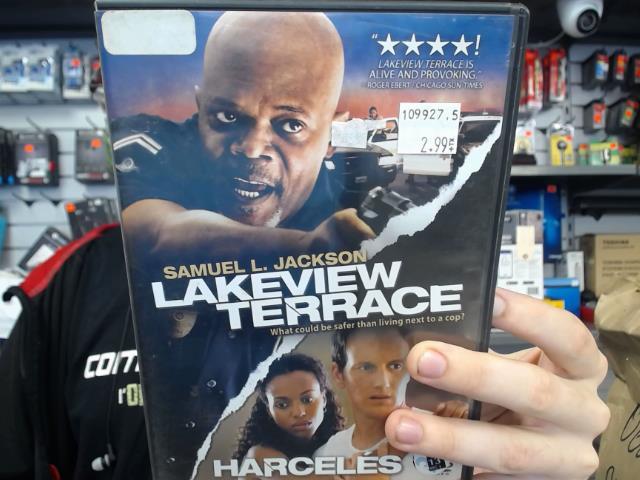 “★★★★!
LAKEVIEW TERRACE IS
ALIVE AND PROVOKING.”
ROGER EBERT / CHICAGO SUN TIMES
109927.5
2.99
SAMUEL L. JACKSON
LAKEVIEW
TERRACE
What could be safer than living next to a cop?
HARCELÉS
TOSHIBA